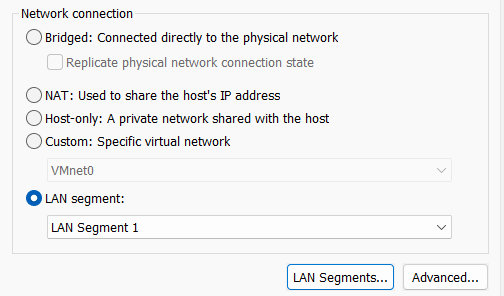 Network connection
Bridged: Connected directly to the physical network
Replicate physical network connection state
NAT: Used to share the host's IP address
Host-only: A private network shared with the host
Custom: Specific virtual network
VMnet0
LAN segment:
LAN Segment 1
LAN Segments... Advanced...